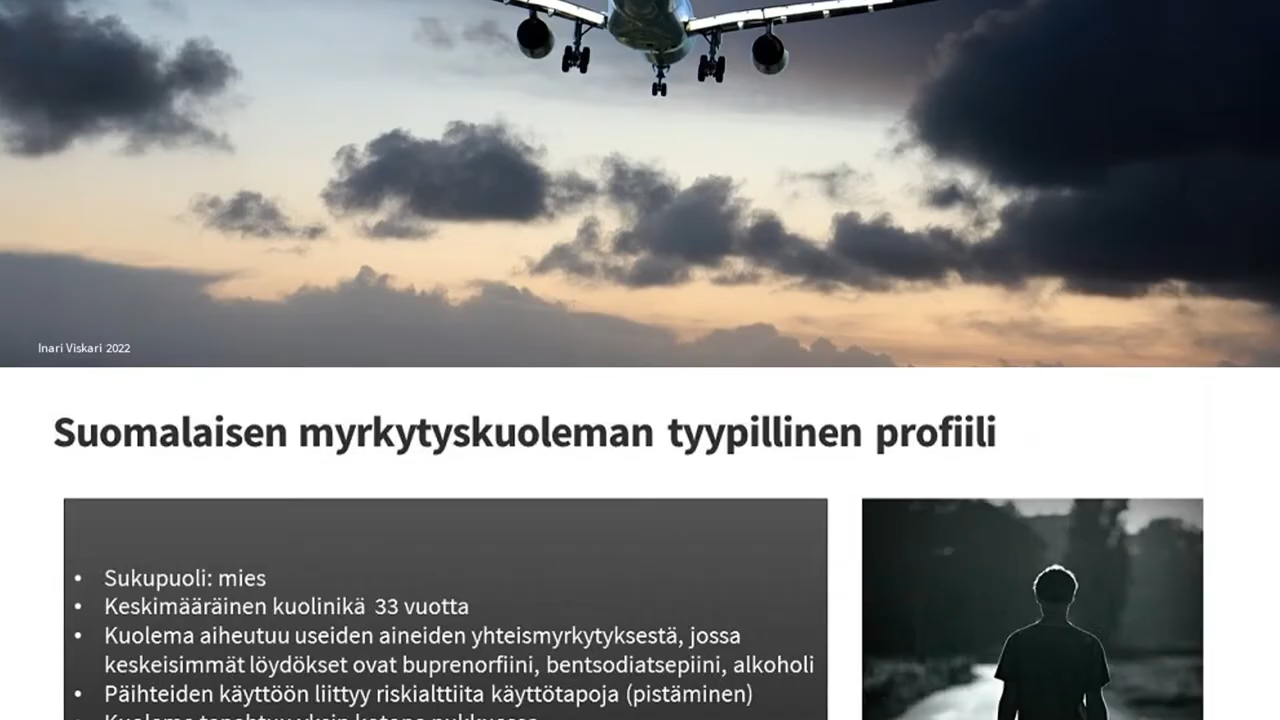 Inari Viskari 2022
Suomalaisen myrkytyskuoleman tyypillinen profiili
• Sukupuoli: mies
• Keskimääräinen kuolinikä 33 vuotta
• Kuolema aiheutuu useiden aineiden yhteismyrkytyksestä, jossa
keskeisimmät löydökset ovat buprenorfiini, bentsodiatsepiini, alkoholi
• Päihteiden käyttöön liittyy riskialttiita käyttötapoja (pistäminen)